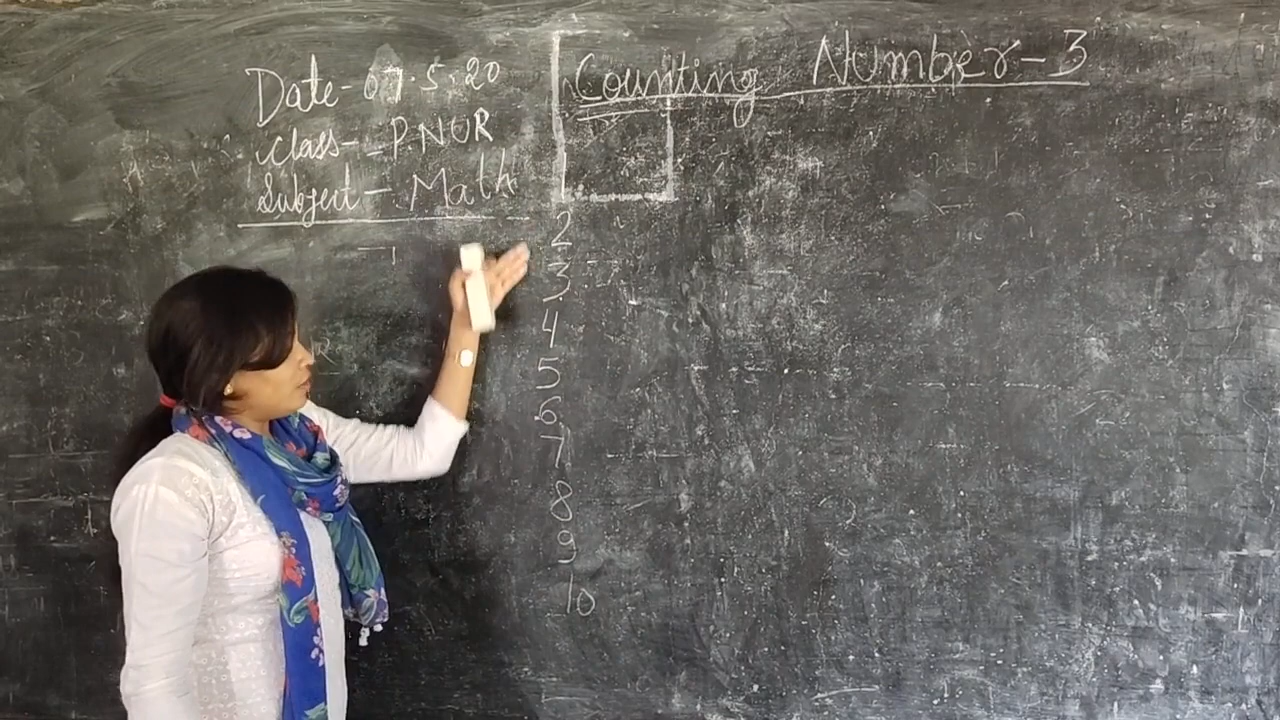 Date - 07.5.20
Class - P.NUR
Subject - Math
Counting Number - 3
1
2
3
4
5
6
7
8
9
10